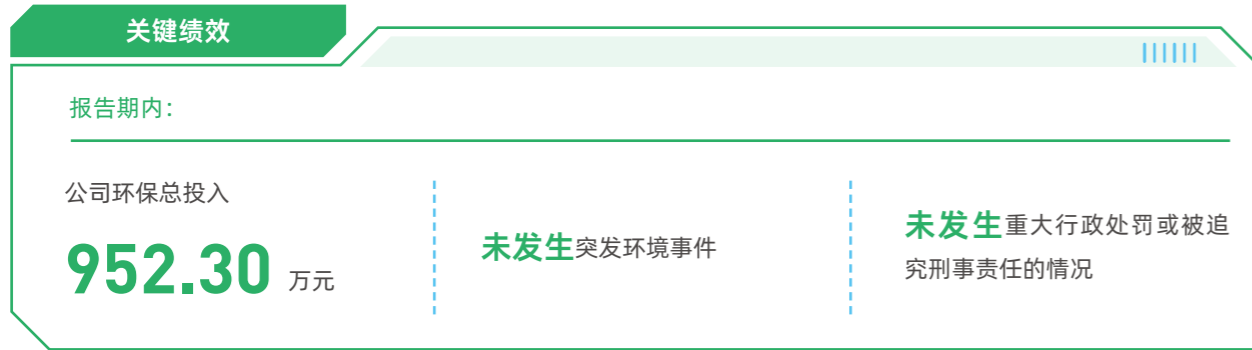 关键绩效
报告期内：
公司环保总投入
952.30 万元
未发生突发环境事件
未发生重大行政处罚或被追
究刑事责任的情况